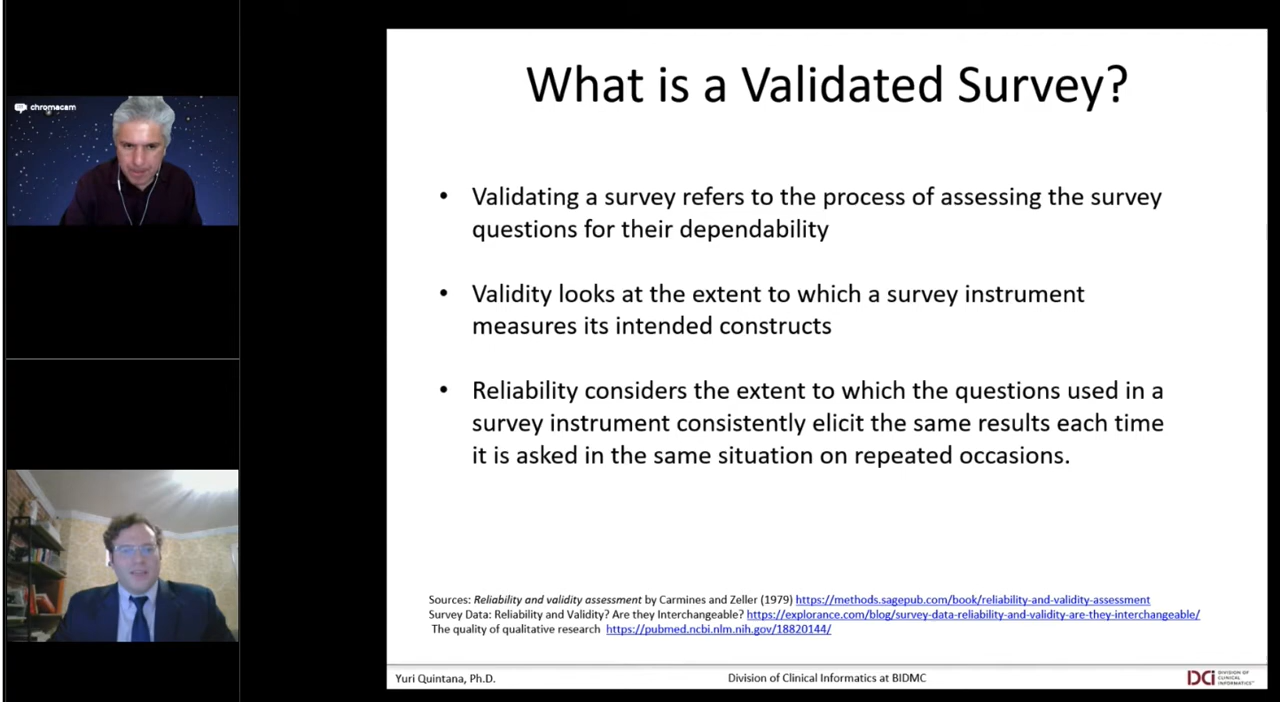 chromacam
What is a Validated Survey?
• Validating a survey refers to the process of assessing the survey
questions for their dependability
• Validity looks at the extent to which a survey instrument
measures its intended constructs
• Reliability considers the extent to which the questions used in a
survey instrument consistently elicit the same results each time
it is asked in the same situation on repeated occasions.
Sources: Reliability and validity assessment by Carmines and Zeller (1979) https://methods.sagepub.com/book/reliability-and-validity-assessment
Survey Data: Reliability and Validity? Are they Interchangeable? https://explorance.com/blog/survey-data-reliability-and-validity-are-they-interchangeable/
The quality of qualitative research https://pubmed.ncbi.nlm.nih.gov/18820144/
Yuri Quintana, Ph.D.
Division of Clinical Informatics at BIDMC
DCi
DIVISION OF
CLINICAL
INFORMATICS